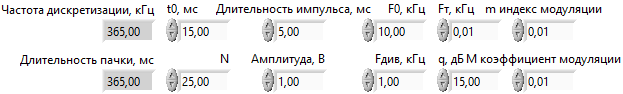 Частота дискретизации, кГц t0, мс Длительность импульса, мс F0, кГц Fт, кГц m индекс модуляции
365,00 15,00 5,00 10,00 0,01 0,01
Длительность пачки, мс N Амплитуда, В Fдив, кГц q, дБ М коэффициент модуляции
365,00 25,00 1,00 1,00 15,00 0,01